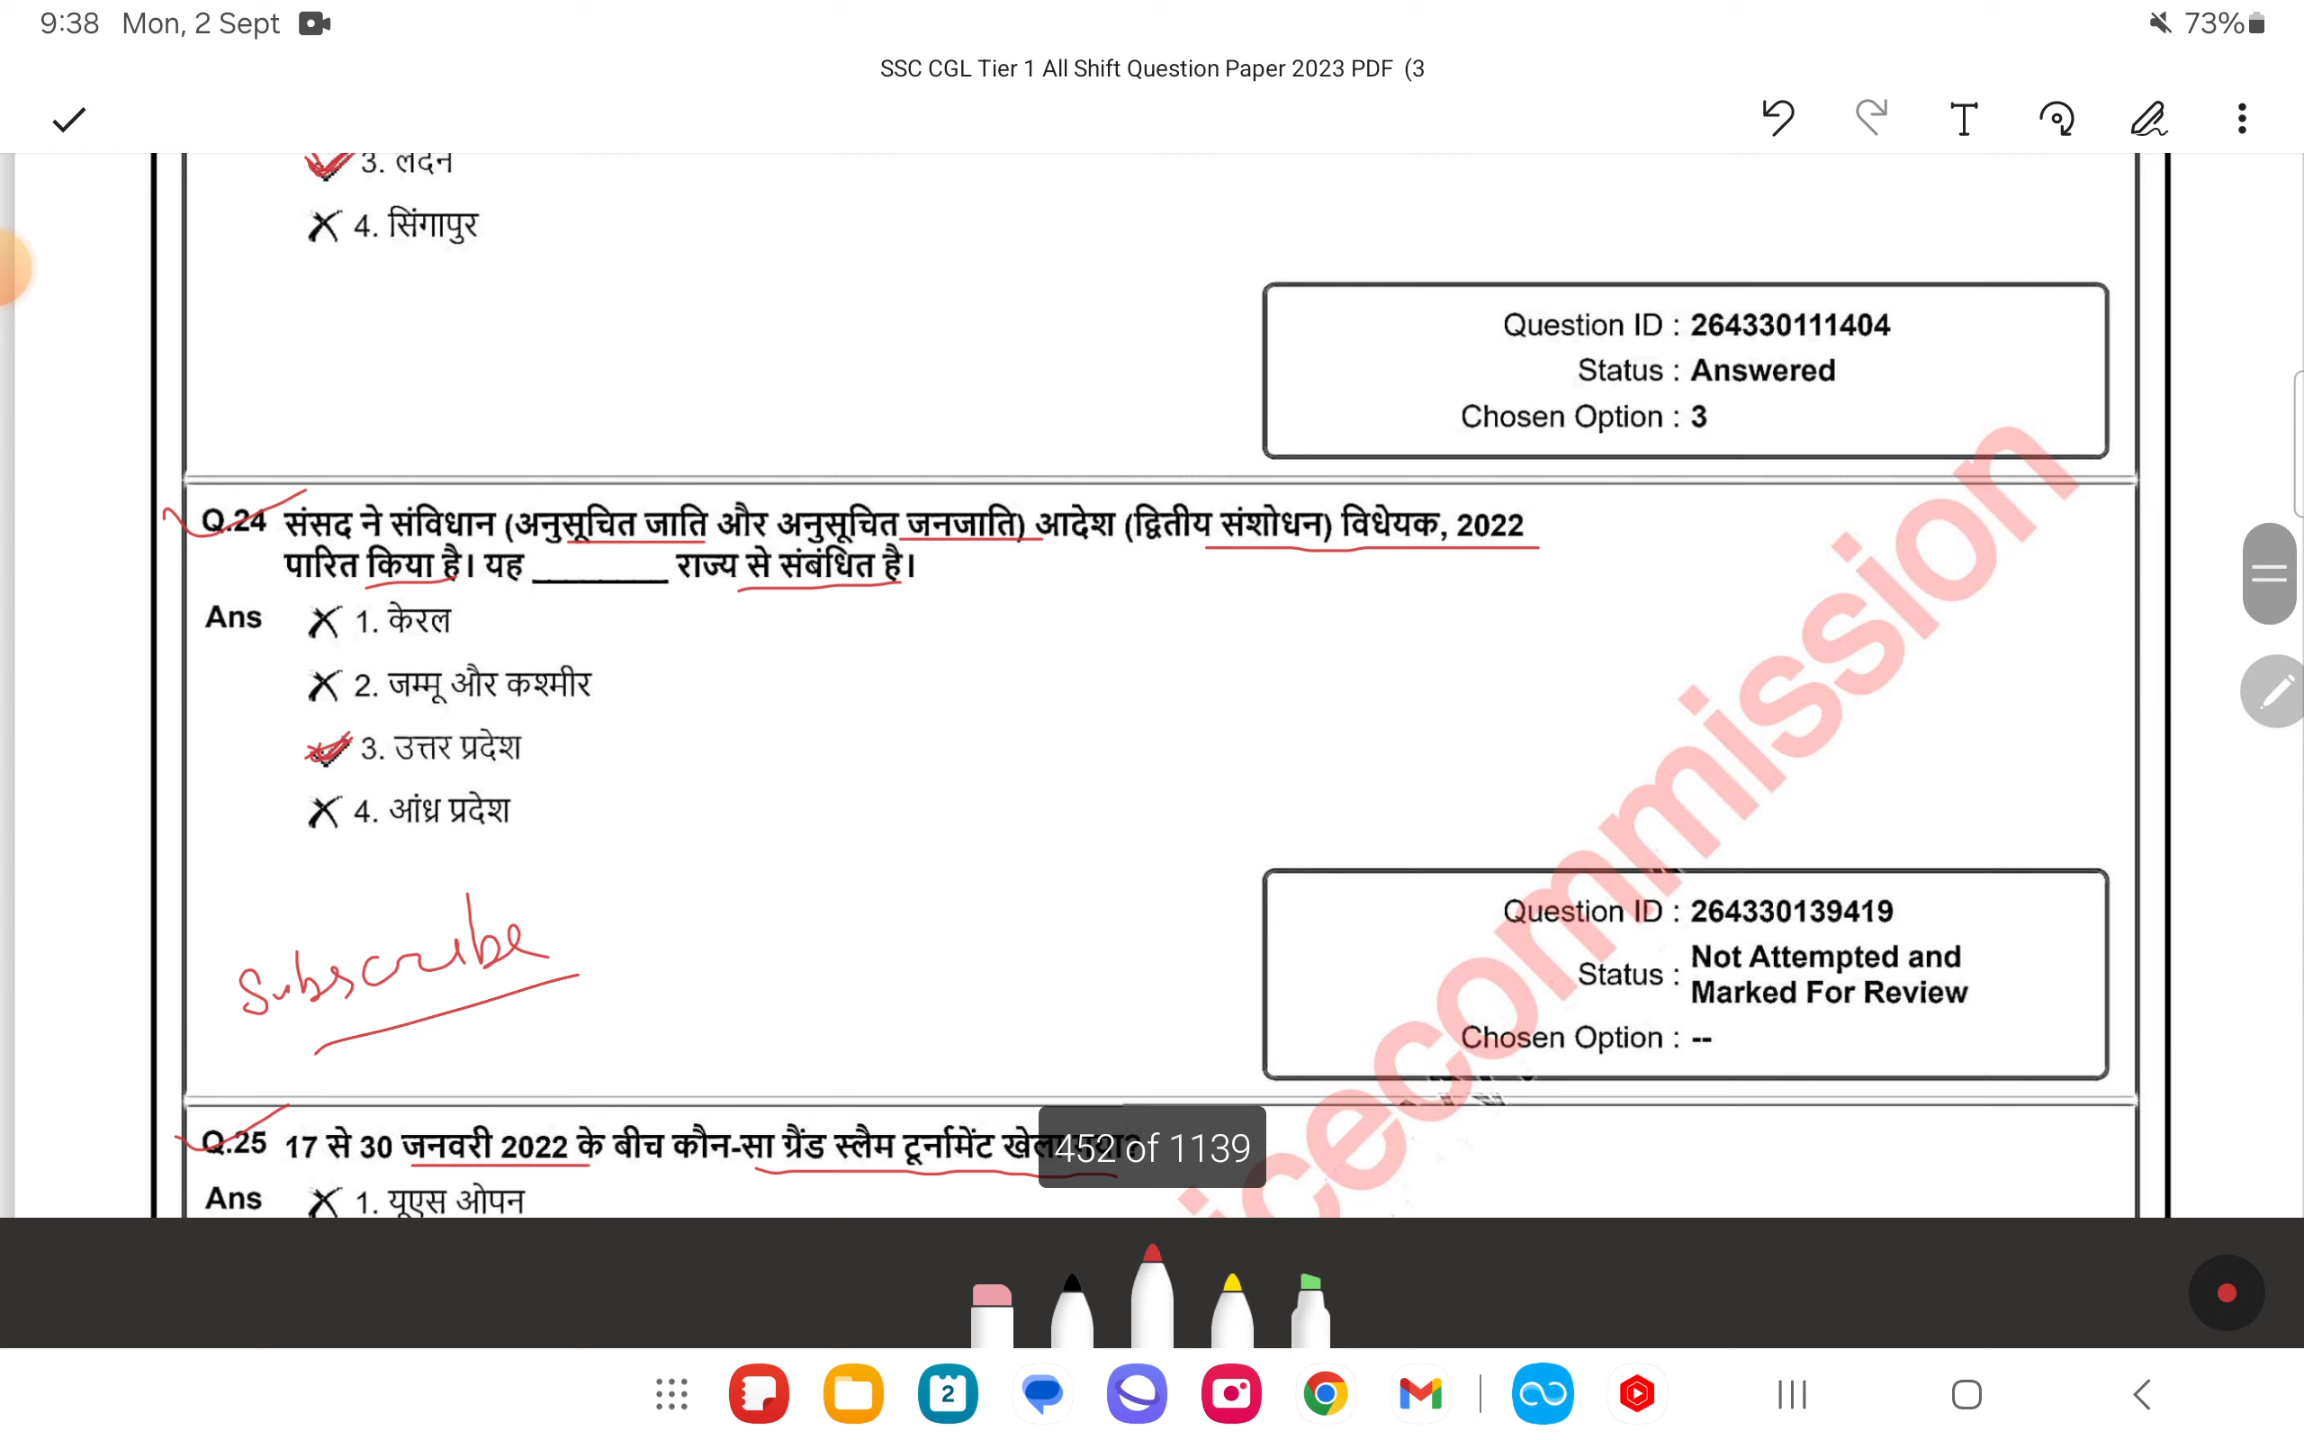 9:38 Mon, 2 Sept
73%
SSC CGL Tier 1 All Shift Question Paper 2023 PDF (3
3. लंदन
4. सिंगापुर
Question ID : 264330111404
Status : Answered
Chosen Option : 3
Q.24 संसद ने संविधान (अनुसूचित जाति और अनुसूचित जनजाति) आदेश (द्वितीय संशोधन) विधेयक, 2022
पारित किया है। यह ________ राज्य से संबंधित है।
Ans 1. केरल
2. जम्मू और कश्मीर
3. उत्तर प्रदेश
4. आंध्र प्रदेश
Question ID : 264330139419
Status : Not Attempted and
Marked For Review
Chosen Option : --
Subscribe
icecommission
Q.25 17 से 30 जनवरी 2022 के बीच कौन-सा ग्रैंड स्लैम टूर्नामेंट
452 of 1139
Ans 1. यूएस ओपन
2